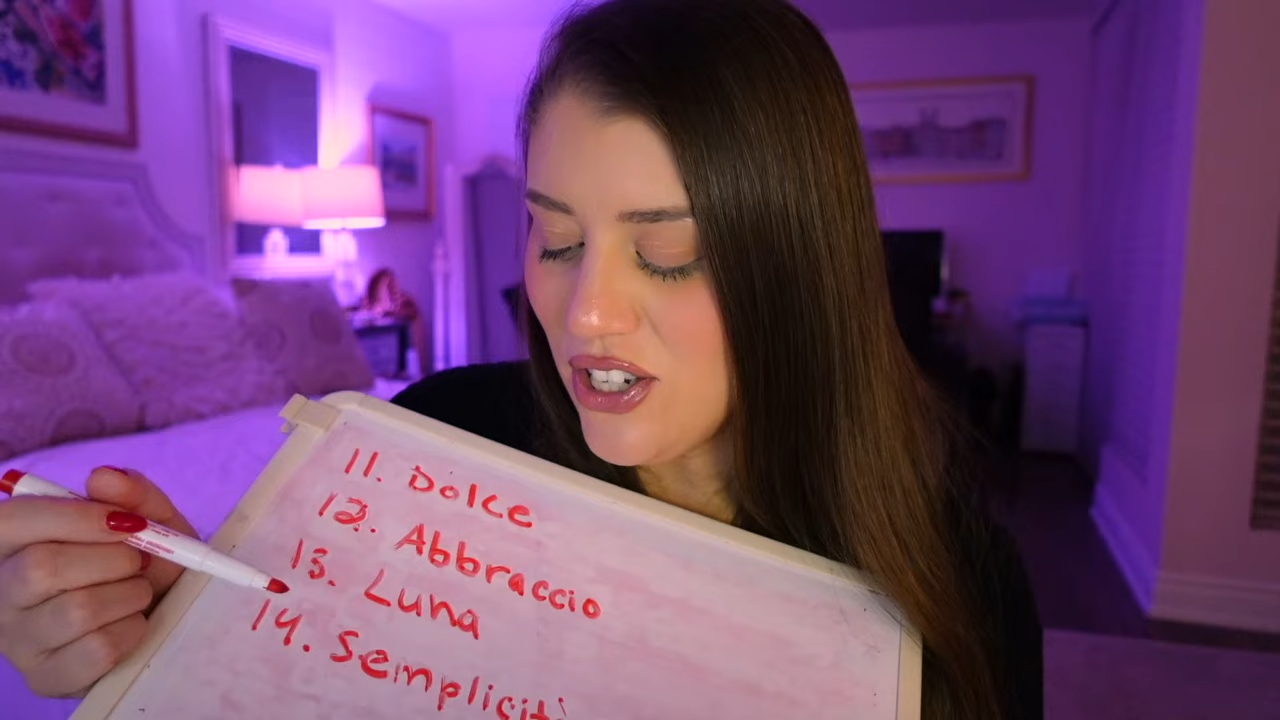 11. Dolce
12. Abbraccio
13. Luna
14. Semplicità